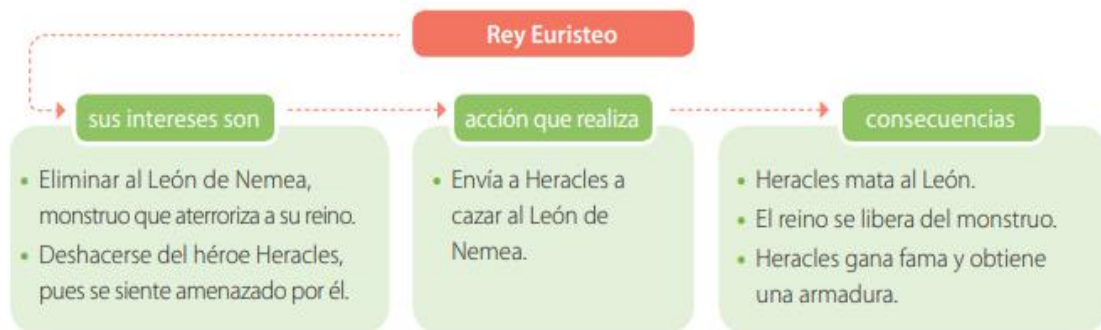 Rey Euristeo
sus intereses son
• Eliminar al León de Nemea,
monstruo que aterroriza a su reino.
• Deshacerse del héroe Heracles,
pues se siente amenazado por él.
acción que realiza
• Envía a Heracles a
cazar al León de
Nemea.
consecuencias
• Heracles mata al León.
• El reino se libera del monstruo.
• Heracles gana fama y obtiene
una armadura.